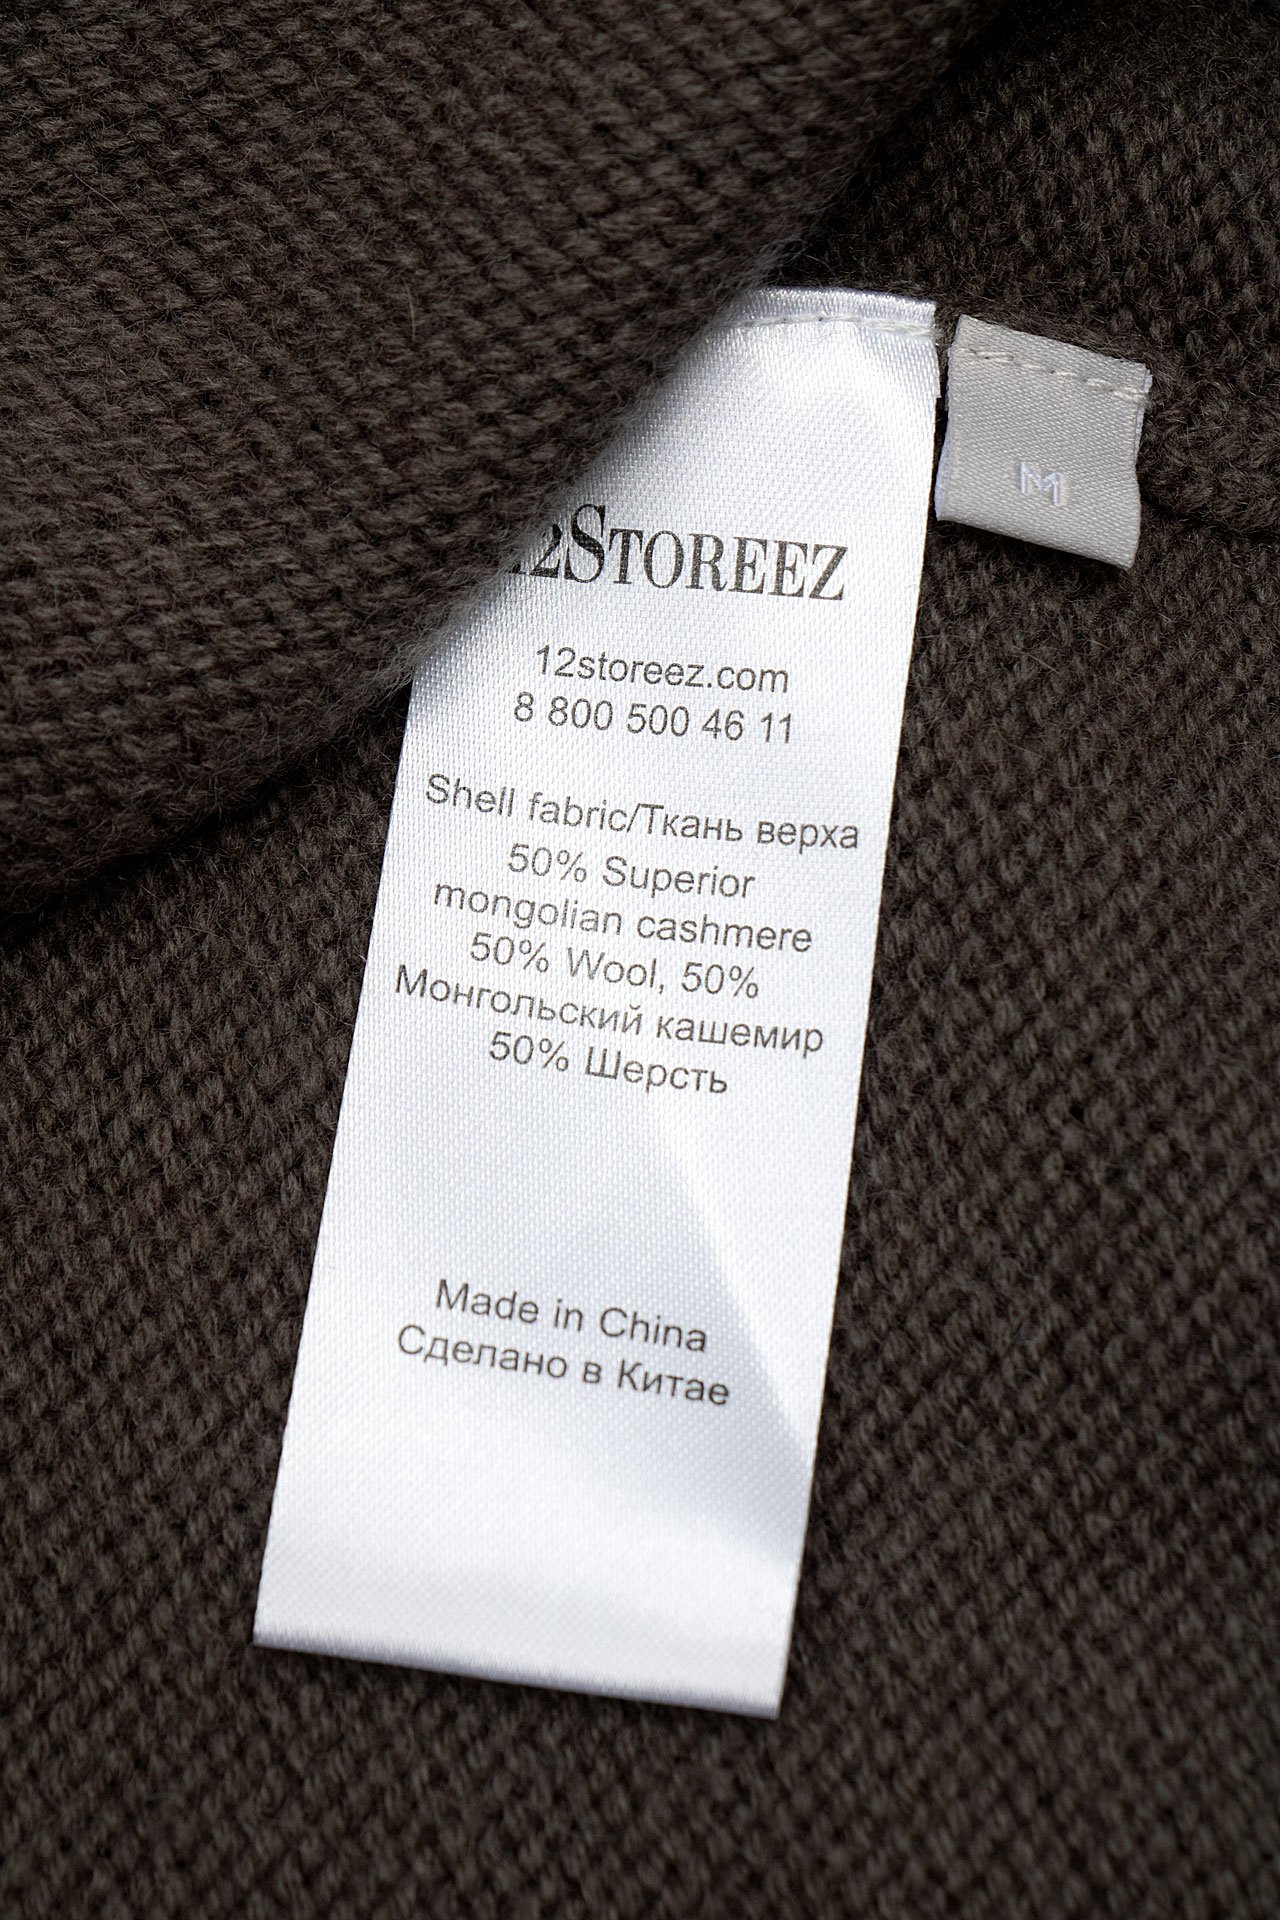 12STOREEZ
M
12storeez.com
8 800 500 46 11
Shell fabric/Ткань верха
50% Superior
mongolian cashmere
50% Wool, 50%
Монгольский кашемир
50% Шерсть
Made in China
Сделано в Китае